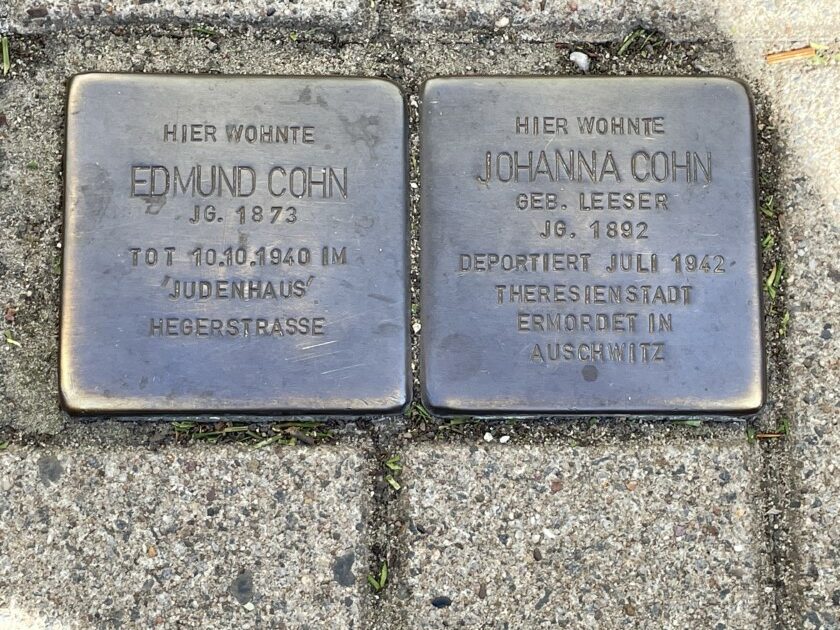 HIER WOHNTE
EDMUND COHN
JG. 1873
TOT 10.10.1940 IM
'JUDENHAUS'
HEGERSTRASSE
HIER WOHNTE
JOHANNA COHN
GEB. LEESER
JG. 1892
DEPORTIERT JULI 1942
THERESIENSTADT
ERMORDET IN
AUSCHWITZ